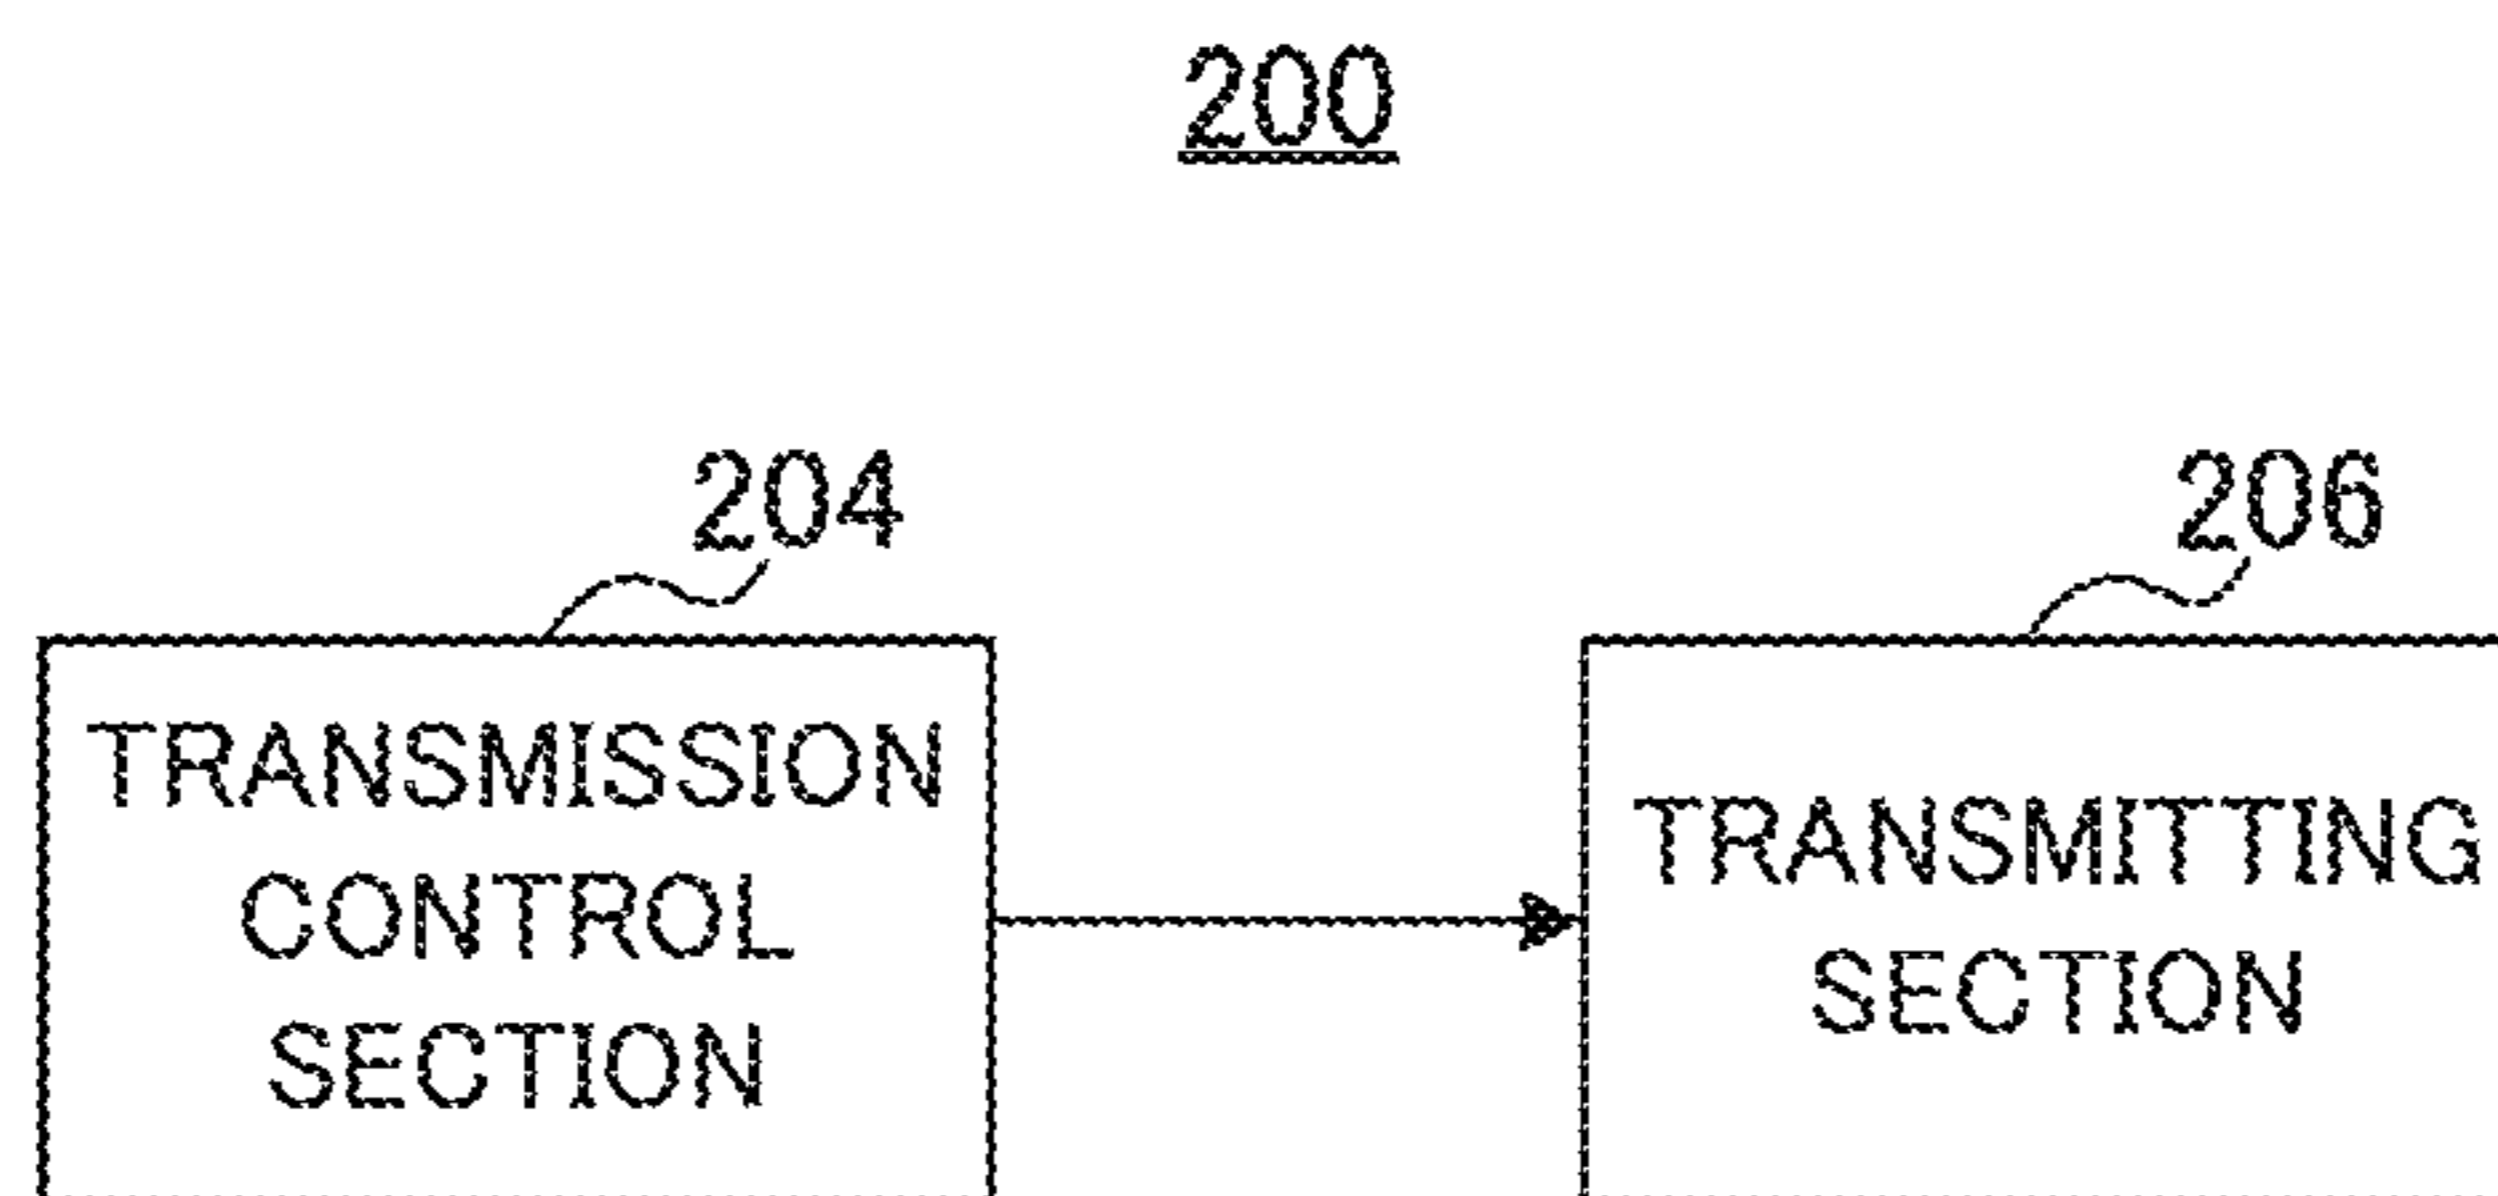 200
204
206
TRANSMISSION
CONTROL
SECTION
TRANSMITTING
SECTION